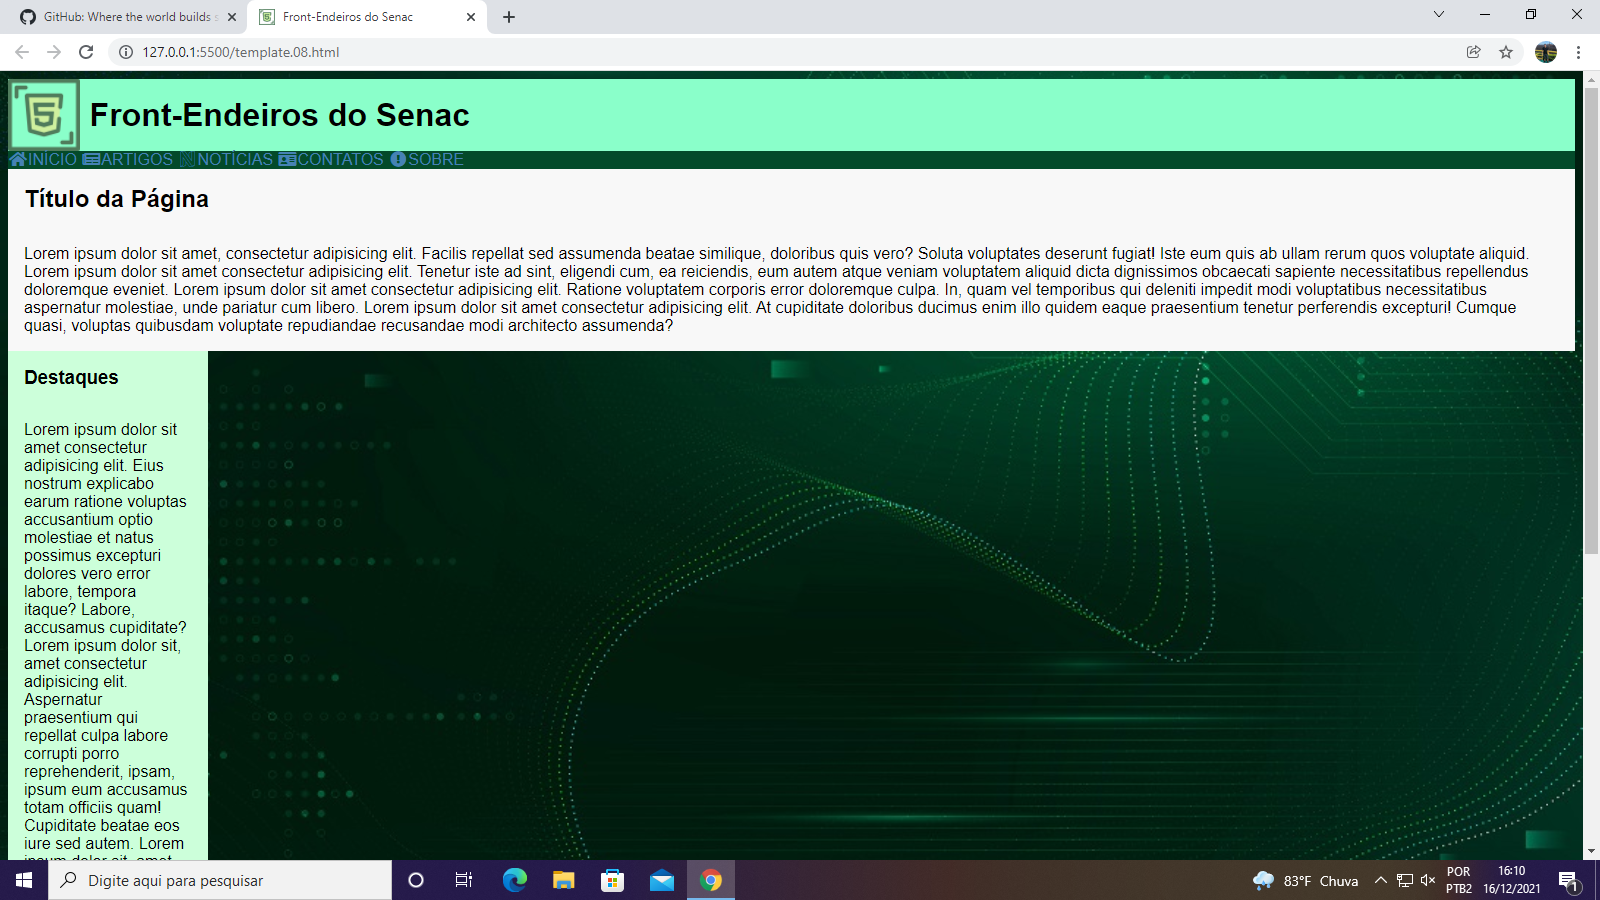 GitHub: Where the world builds s
Front-Endeiros do Senac
127.0.0.1:5500/template.08.html
Front-Endeiros do Senac
INÍCIO ARTIGOS NOTÍCIAS CONTATOS SOBRE
Título da Página
Lorem ipsum dolor sit amet, consectetur adipisicing elit. Facilis repellat sed assumenda beatae similique, doloribus quis vero? Soluta voluptates deserunt fugiat! Iste eum quis ab ullam rerum quos voluptate aliquid.
Lorem ipsum dolor sit amet consectetur adipisicing elit. Tenetur iste ad sint, eligendi cum, ea reiciendis, eum autem atque veniam voluptatem aliquid dicta dignissimos obcaecati sapiente necessitatibus repellendus
doloremque eveniet. Lorem ipsum dolor sit amet consectetur adipisicing elit. Ratione voluptatem corporis error doloremque culpa. In, quam vel temporibus qui deleniti impedit modi voluptatibus necessitatibus
aspernatur molestiae, unde pariatur cum libero. Lorem ipsum dolor sit amet consectetur adipisicing elit. At cupiditate doloribus ducimus enim illo quidem eaque praesentium tenetur perferendis excepturi! Cumque
quasi, voluptas quibusdam voluptate repudiandae recusandae modi architecto assumenda?
Destaques
Lorem ipsum dolor sit
amet consectetur
adipisicing elit. Eius
nostrum explicabo
earum ratione voluptas
accusantium optio
molestiae et natus
possimus excepturi
dolores vero error
labore, tempora
itaque? Labore,
accusamus cupiditate?
Lorem ipsum dolor sit,
amet consectetur
adipisicing elit.
Aspernatur
praesentium qui
repellat culpa labore
corrupti porro
reprehenderit, ipsam,
ipsum eum accusamus
totam officiis quam!
Cupiditate beatae eos
iure sed autem. Lorem
ipsum dolor sit, amet
Digite aqui para pesquisar
83°F Chuva
POR
PTB2
16:10
16/12/2021
1